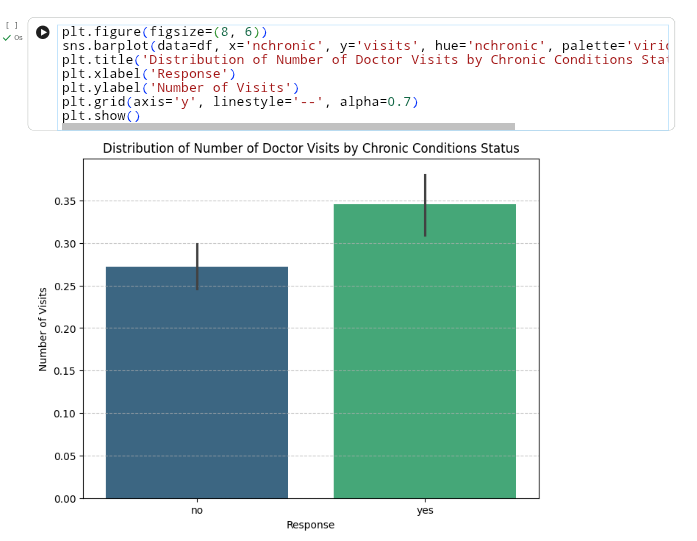 [ ]
0s
plt.figure(figsize=(8, 6))
sns.barplot(data=df, x='nchronic', y='visits', hue='nchronic', palette='viric
plt.title('Distribution of Number of Doctor Visits by Chronic Conditions Stat
plt.xlabel('Response')
plt.ylabel('Number of Visits')
plt.grid(axis='y', linestyle='--', alpha=0.7)
plt.show()
Distribution of Number of Doctor Visits by Chronic Conditions Status
Number of Visits
0.35
0.30
0.25
0.20
0.15
0.10
0.05
0.00
no yes
Response